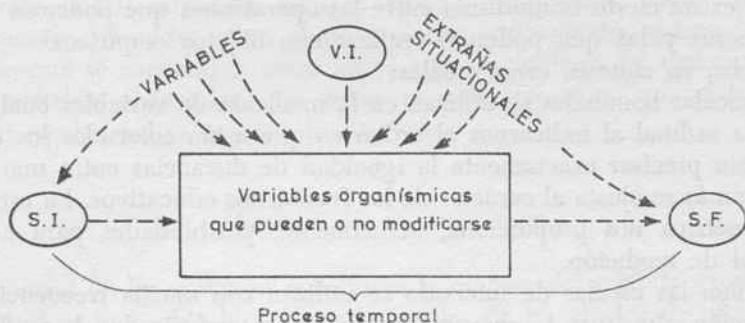 VARIABLES
V.I.
EXTRAÑAS
SITUACIONALES
S.I.
Variables organísmicas
que pueden o no modificarse
S.F.
Proceso temporal